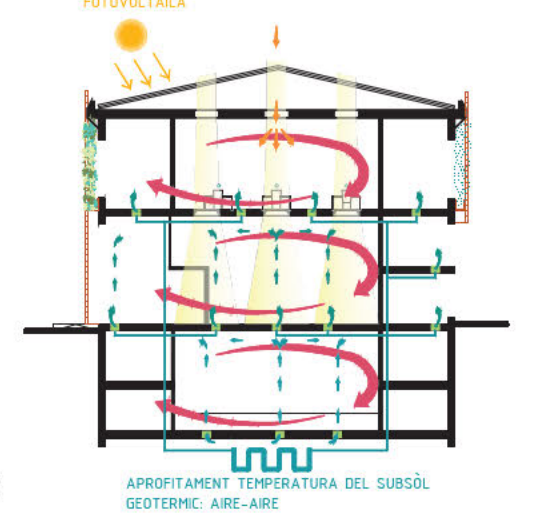 FOTOVOLTAICA
APROFITAMENT TEMPERATURA DEL SUBSÒL
GEOTERMIC: AIRE-AIRE